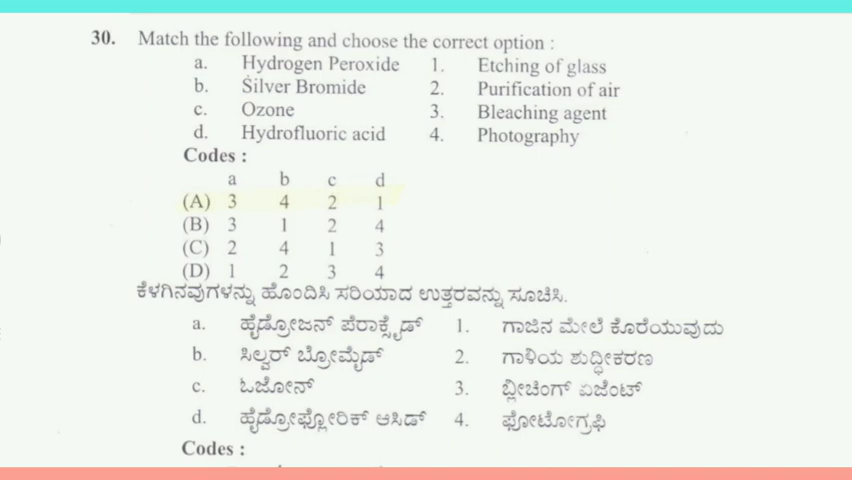 30. Match the following and choose the correct option :
a. Hydrogen Peroxide 1. Etching of glass
b. Silver Bromide 2. Purification of air
c. Ozone 3. Bleaching agent
d. Hydrofluoric acid 4. Photography
Codes :
a b c d
(A) 3 4 2 1
(B) 3 1 2 4
(C) 2 4 1 3
(D) 1 2 3 4
ಕೆಳಗಿನವುಗಳನ್ನು ಹೊಂದಿಸಿ ಸರಿಯಾದ ಉತ್ತರವನ್ನು ಸೂಚಿಸಿ.
a. ಹೈಡ್ರೋಜನ್ ಪೆರಾಕ್ಸೈಡ್ 1. ಗಾಜಿನ ಮೇಲೆ ಕೊರೆಯುವುದು
b. ಸಿಲ್ವರ್ ಬ್ರೋಮೈಡ್ 2. ಗಾಳಿಯ ಶುದ್ಧೀಕರಣ
c. ಓಜೋನ್ 3. ಬ್ಲೀಚಿಂಗ್ ಏಜೆಂಟ್
d. ಹೈಡ್ರೋಫ್ಲೋರಿಕ್ ಆಸಿಡ್ 4. ಫೋಟೋಗ್ರಫಿ
Codes :